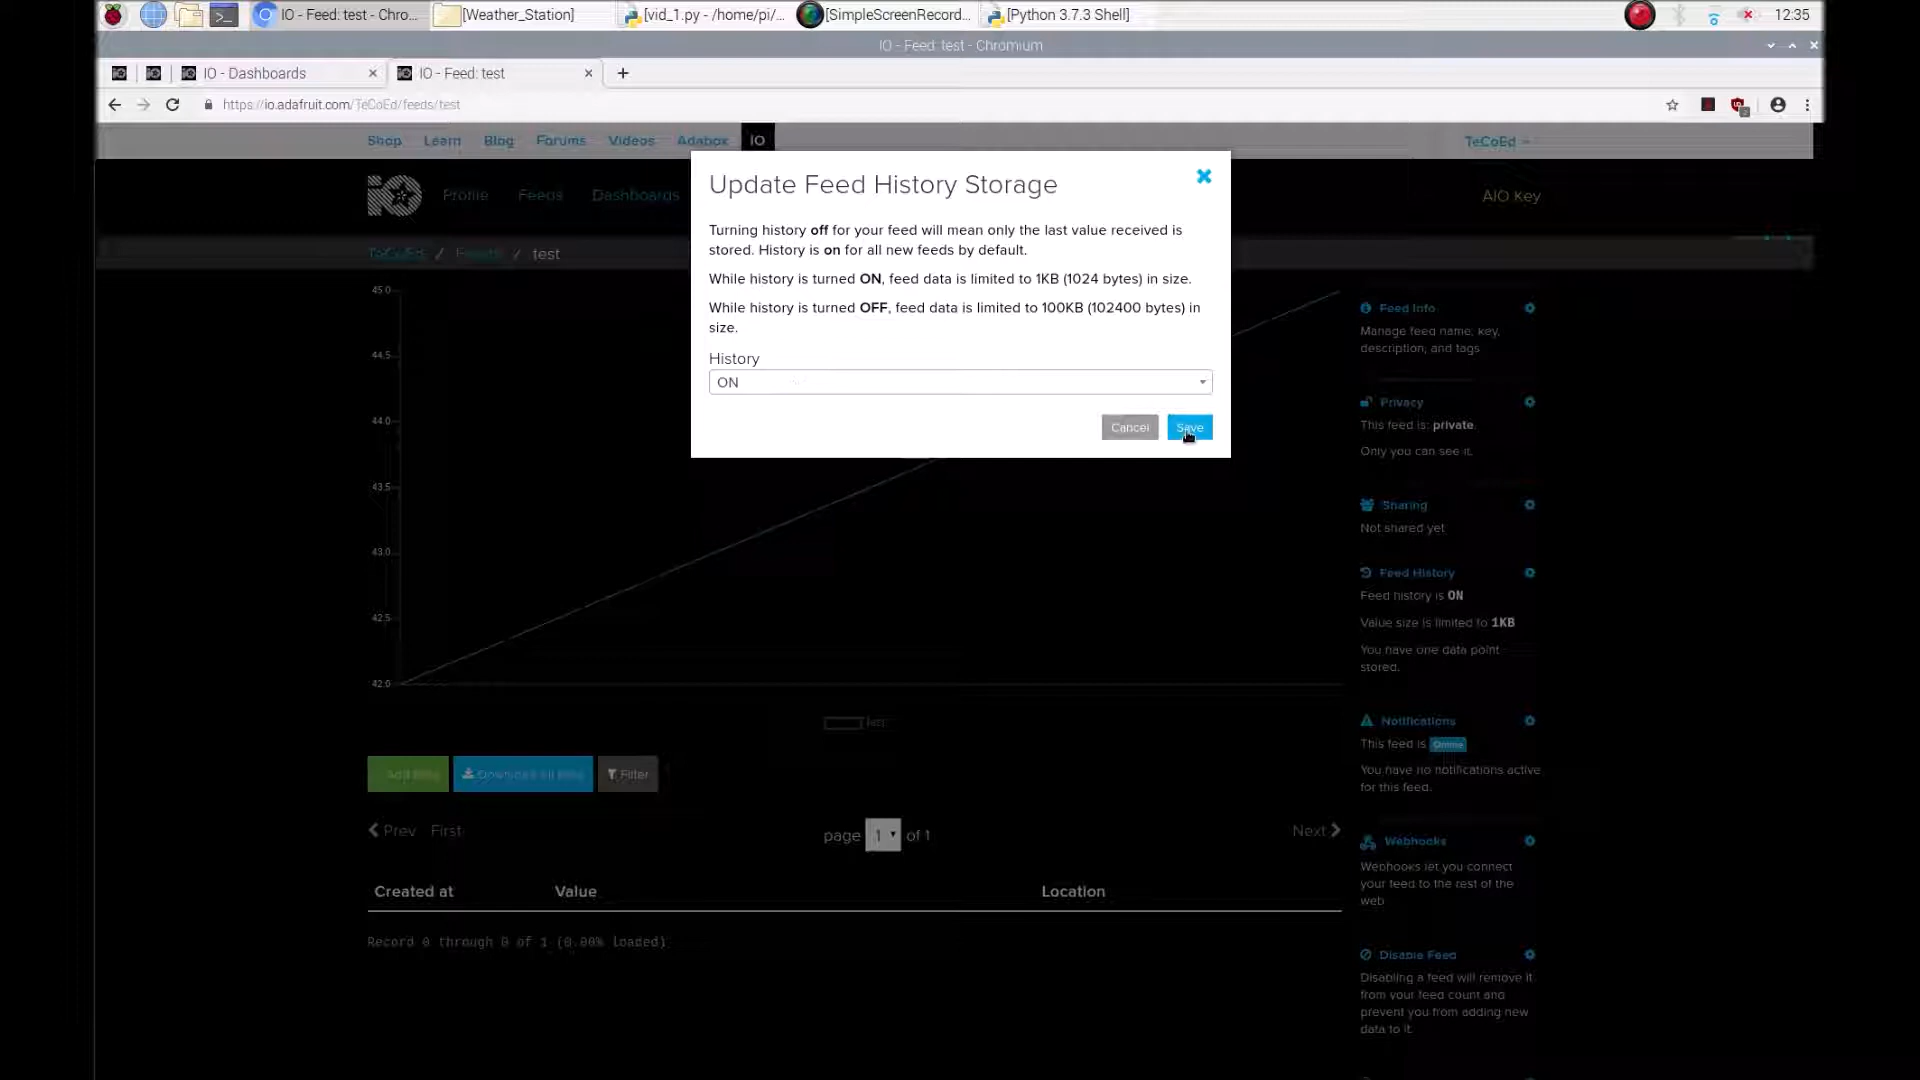 IO - Feed: test - Chro...
[Weather_Station]
[vid_1.py - /home/pi/...
[SimpleScreenRecord...
[Python 3.7.3 Shell]
12:35
IO - Feed: test - Chromium
IO - Dashboards
IO - Feed: test
https://io.adafruit.com/TeCoEd/feeds/test
Shop Learn Blog Forums Videos Adabox IO
TeCoEd
Profile Feeds Dashboards
AIO Key
TeCoEd / Feeds / test
Update Feed History Storage
Turning history off for your feed will mean only the last value received is
stored. History is on for all new feeds by default.
While history is turned ON, feed data is limited to 1KB (1024 bytes) in size.
While history is turned OFF, feed data is limited to 100KB (102400 bytes) in
size.
History
ON
Cancel Save
45.0
44.5
44.0
43.5
43.0
42.5
42.0
Feed Info
Manage feed name, key,
description, and tags
Privacy
This feed is: private.
Only you can see it.
Sharing
Not shared yet
Feed History
Feed history is ON
Value size is limited to 1KB
You have one data point
stored.
Notifications
This feed is Online
You have no notifications active
for this feed.
Webhooks
Webhooks let you connect
your feed to the rest of the
web
Disable Feed
Disabling a feed will remove it
from your feed count and
prevent you from adding new
data to it.
Download All Data
Filter
Prev First
page 1 of 1
Next
Created at Value Location
Record 0 through 0 of 1 (0.00% loaded)